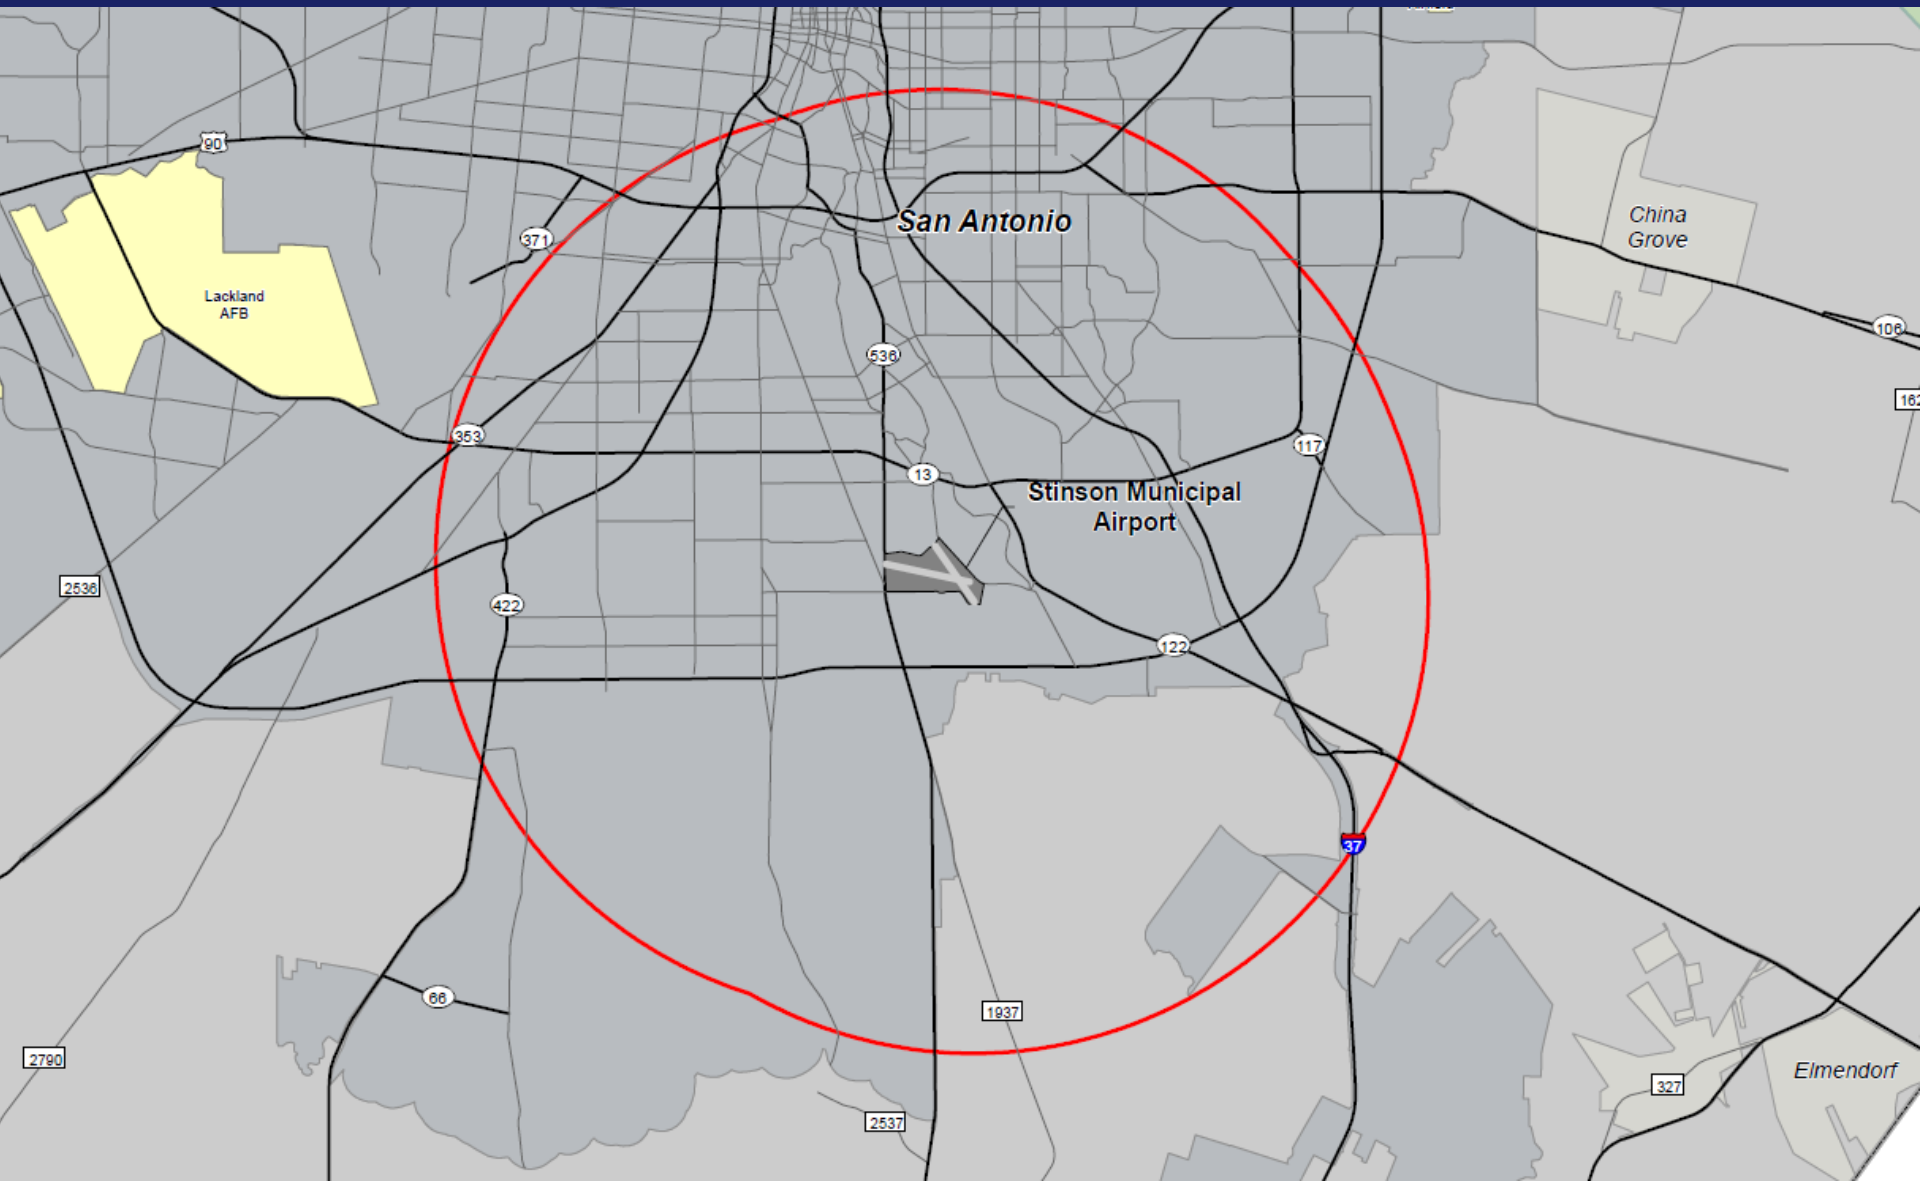 90
San Antonio
China
Grove
371
Lackland
AFB
106
536
162
353
117
13
Stinson Municipal
Airport
2536
422
122
37
66
1937
2790
Elmendorf
327
2537